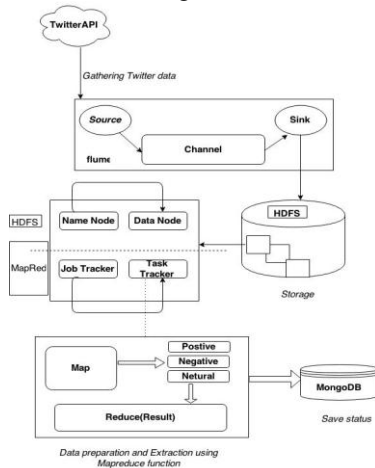 TwitterAPI
Gathering Twitter data
Source
Sink
Channel
flume
HDFS
Name Node
Data Node
HDFS
MapRed
Job Tracker
Task
Tracker
Storage
Postive
Map
Negative
Netural
MongoDB
Reduce(Result)
Save status
Data preparation and Extraction using
Mapreduce function